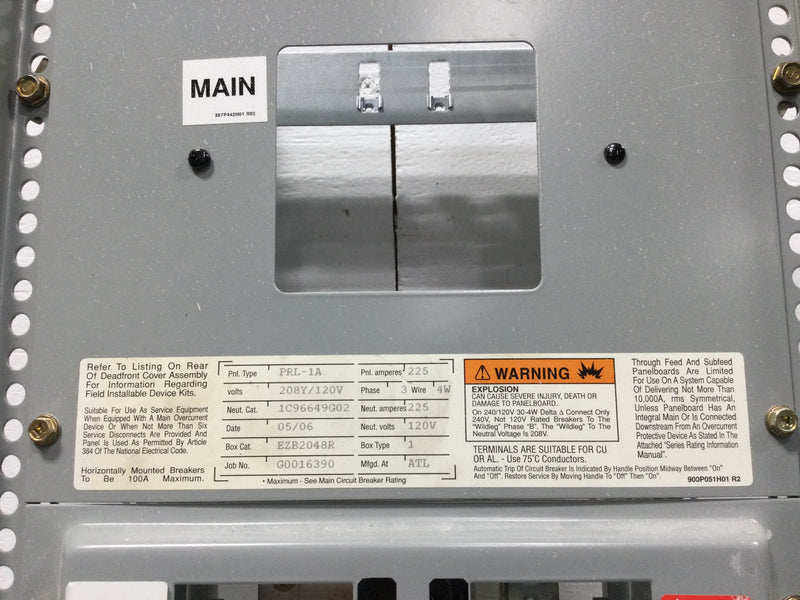 MAIN
267P442H01 R03
Refer To Listing On Rear
Of Deadfront Cover Assembly
For Information Regarding
Field Installable Device Kits.
Suitable For Use As Service Equipment
When Equipped With A Main Overcurrent
Device Or When Not More Than Six
Service Disconnects Are Provided And
Panel Is Used As Permitted By Article
384 Of The National Electrical Code.
Horizontally Mounted Breakers
To Be 100A Maximum.
Pnl. Type PRL-1A Pnl. amperes 225
volts 208Y/120V Phase 3 Wire 4W
Neut. Cat. 1C96649G02 Neut. amperes 225
Date 05/06 Neut. volts 120V
Box Cat. EZB2048R Box Type 1
Job No. G0016390 Mfgd. At ATL
• Maximum - See Main Circuit Breaker Rating
WARNING
EXPLOSION
CAN CAUSE SEVERE INJURY, DEATH OR
DAMAGE TO PANELBOARD.
On 240/120V 30-4W Delta Δ Connect Only
240V, Not 120V Rated Breakers To The
"Wildleg" Phase "B". The "Wildleg" To The
Neutral Voltage Is 208V.
TERMINALS ARE SUITABLE FOR CU
OR AL. - Use 75°C Conductors.
Automatic Trip Of Circuit Breaker Is Indicated By Handle Position Midway Between "On"
And "Off". Restore Service By Moving Handle To "Off" Then "On".
Through Feed And Subfeed
Panelboards Are Limited
For Use On A System Capable
Of Delivering Not More Than
10,000A, rms Symmetrical,
Unless Panelboard Has An
Integral Main Or Is Connected
Downstream From An Overcurrent
Protective Device As Stated In The
Attached "Series Rating Information
Manual".
900P051H01 R2